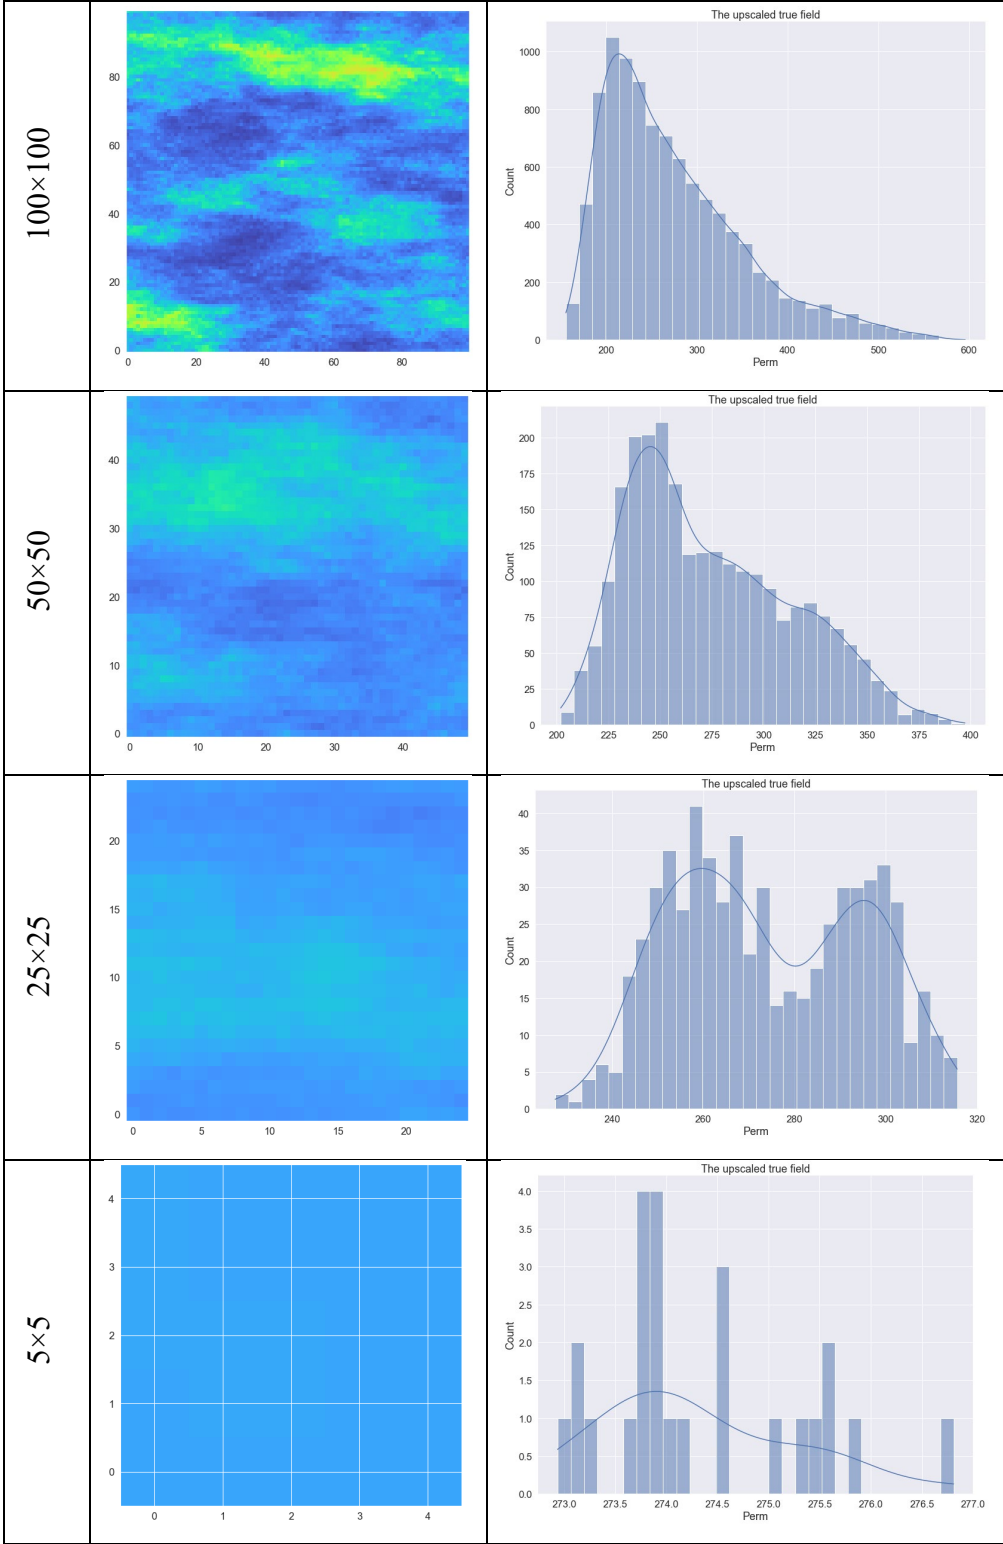 100×100
80
60
40
20
0
0 20 40 60 80
The upscaled true field
Count
1000
800
600
400
200
0
200 300 400 500 600
Perm
50×50
40
30
20
10
0
0 10 20 30 40
The upscaled true field
Count
200
175
150
125
100
75
50
25
0
200 225 250 275 300 325 350 375 400
Perm
25×25
20
15
10
5
0
0 5 10 15 20
The upscaled true field
Count
40
35
30
25
20
15
10
5
0
240 260 280 300 320
Perm
5×5
4
3
2
1
0
0 1 2 3 4
The upscaled true field
Count
4.0
3.5
3.0
2.5
2.0
1.5
1.0
0.5
0.0
273.0 273.5 274.0 274.5 275.0 275.5 276.0 276.5 277.0
Perm